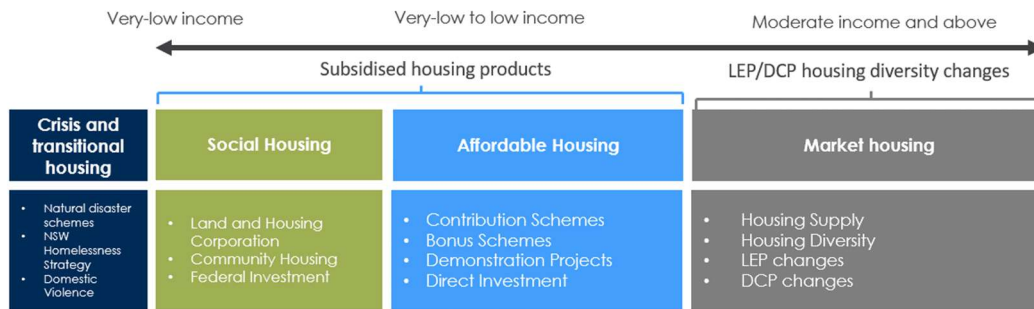 Very-low income
Very-low to low income
Moderate income and above
Subsidised housing products
LEP/DCP housing diversity changes
Crisis and
transitional
housing
Social Housing
Affordable Housing
Market housing
• Natural disaster
schemes
• NSW
Homelessness
Strategy
• Domestic
Violence
• Land and Housing
Corporation
• Community Housing
• Federal Investment
• Contribution Schemes
• Bonus Schemes
• Demonstration Projects
• Direct Investment
• Housing Supply
• Housing Diversity
• LEP changes
• DCP changes